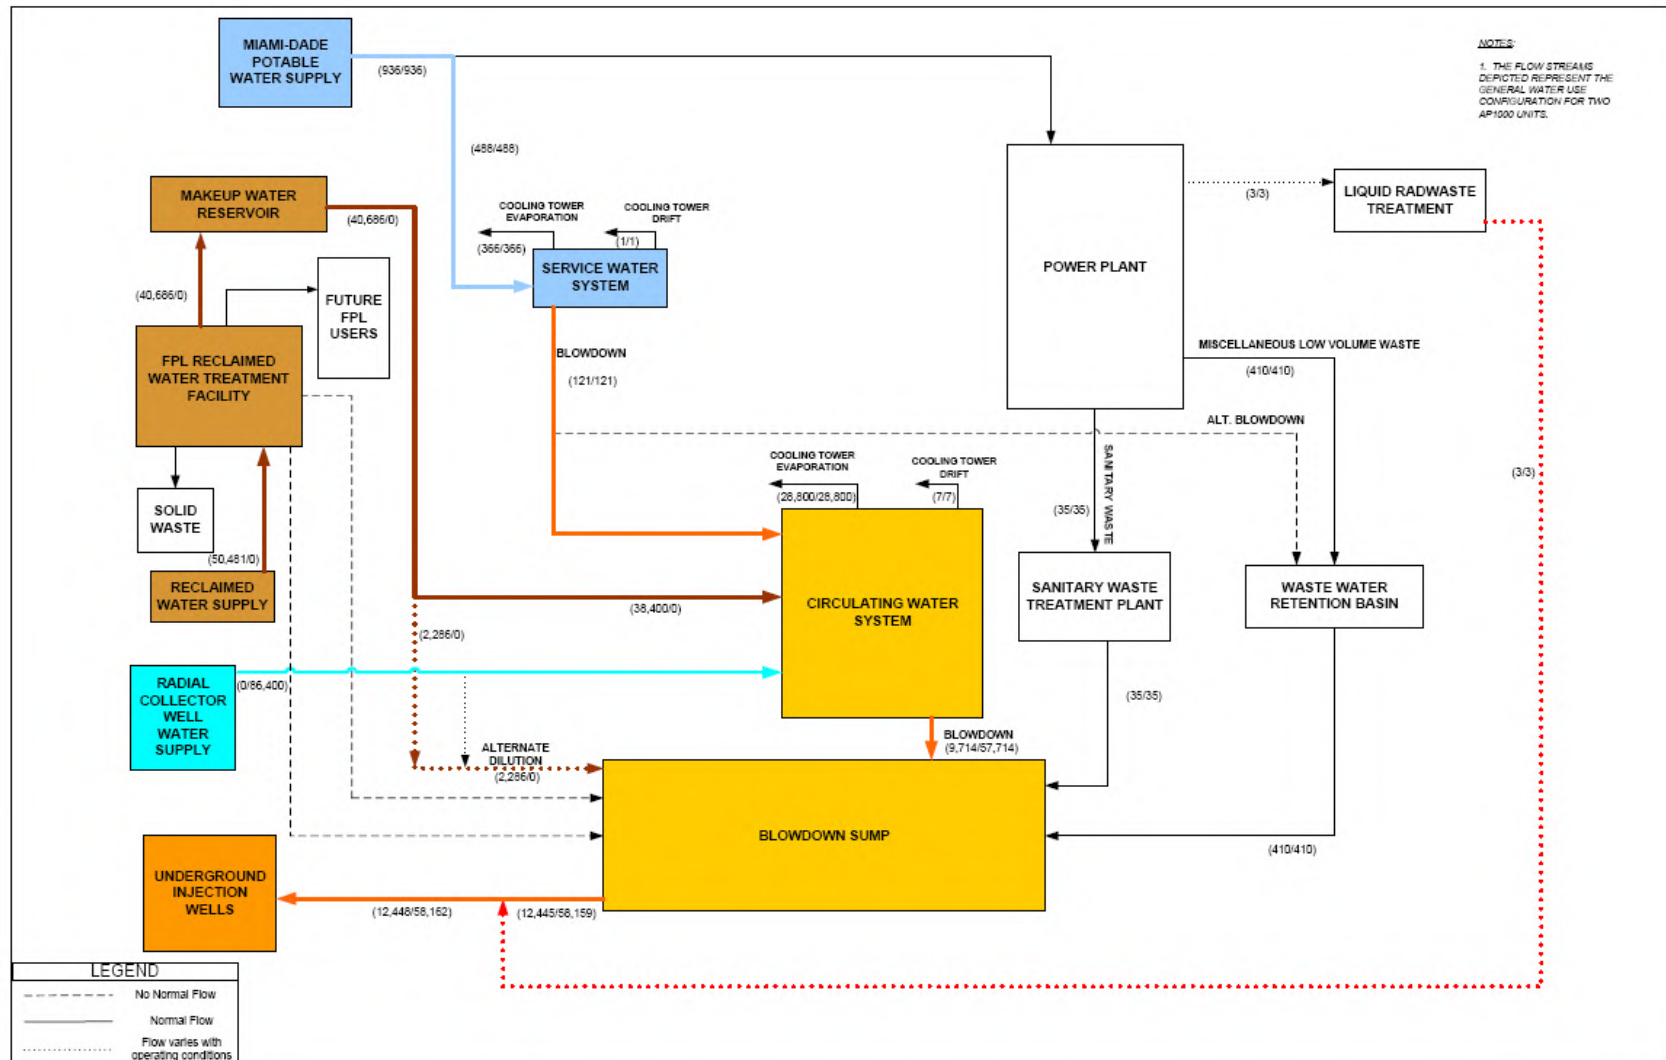 MIAMI-DADE
POTABLE
WATER SUPPLY
(936/936)
NOTES:
1. THE FLOW STREAMS
DEPICTED REPRESENT THE
GENERAL WATER USE
CONFIGURATION FOR TWO
AP1000 UNITS.
(488/488)
MAKEUP WATER
RESERVOIR
(40,686/0)
COOLING TOWER
EVAPORATION
COOLING TOWER
DRIFT
(366/366)
(1/1)
SERVICE WATER
SYSTEM
POWER PLANT
(3/3)
LIQUID RADWASTE
TREATMENT
(40,686/0)
FUTURE
FPL
USERS
FPL RECLAIMED
WATER TREATMENT
FACILITY
BLOWDOWN
(121/121)
MISCELLANEOUS LOW VOLUME WASTE
(410/410)
ALT. BLOWDOWN
SANITARY WASTE
COOLING TOWER
EVAPORATION
COOLING TOWER
DRIFT
(28,800/28,800)
(7/7)
(3/3)
SOLID
WASTE
(35/35)
(50,481/0)
RECLAIMED
WATER SUPPLY
(38,400/0)
CIRCULATING WATER
SYSTEM
SANITARY WASTE
TREATMENT PLANT
WASTE WATER
RETENTION BASIN
(2,286/0)
RADIAL
COLLECTOR
WELL
WATER
SUPPLY
(0/86,400)
(35/35)
BLOWDOWN
(9,714/57,714)
ALTERNATE
DILUTION
(2,286/0)
BLOWDOWN SUMP
(410/410)
UNDERGROUND
INJECTION
WELLS
(12,448/58,162)
(12,445/58,159)
LEGEND
No Normal Flow
Normal Flow
Flow varies with
operating conditions